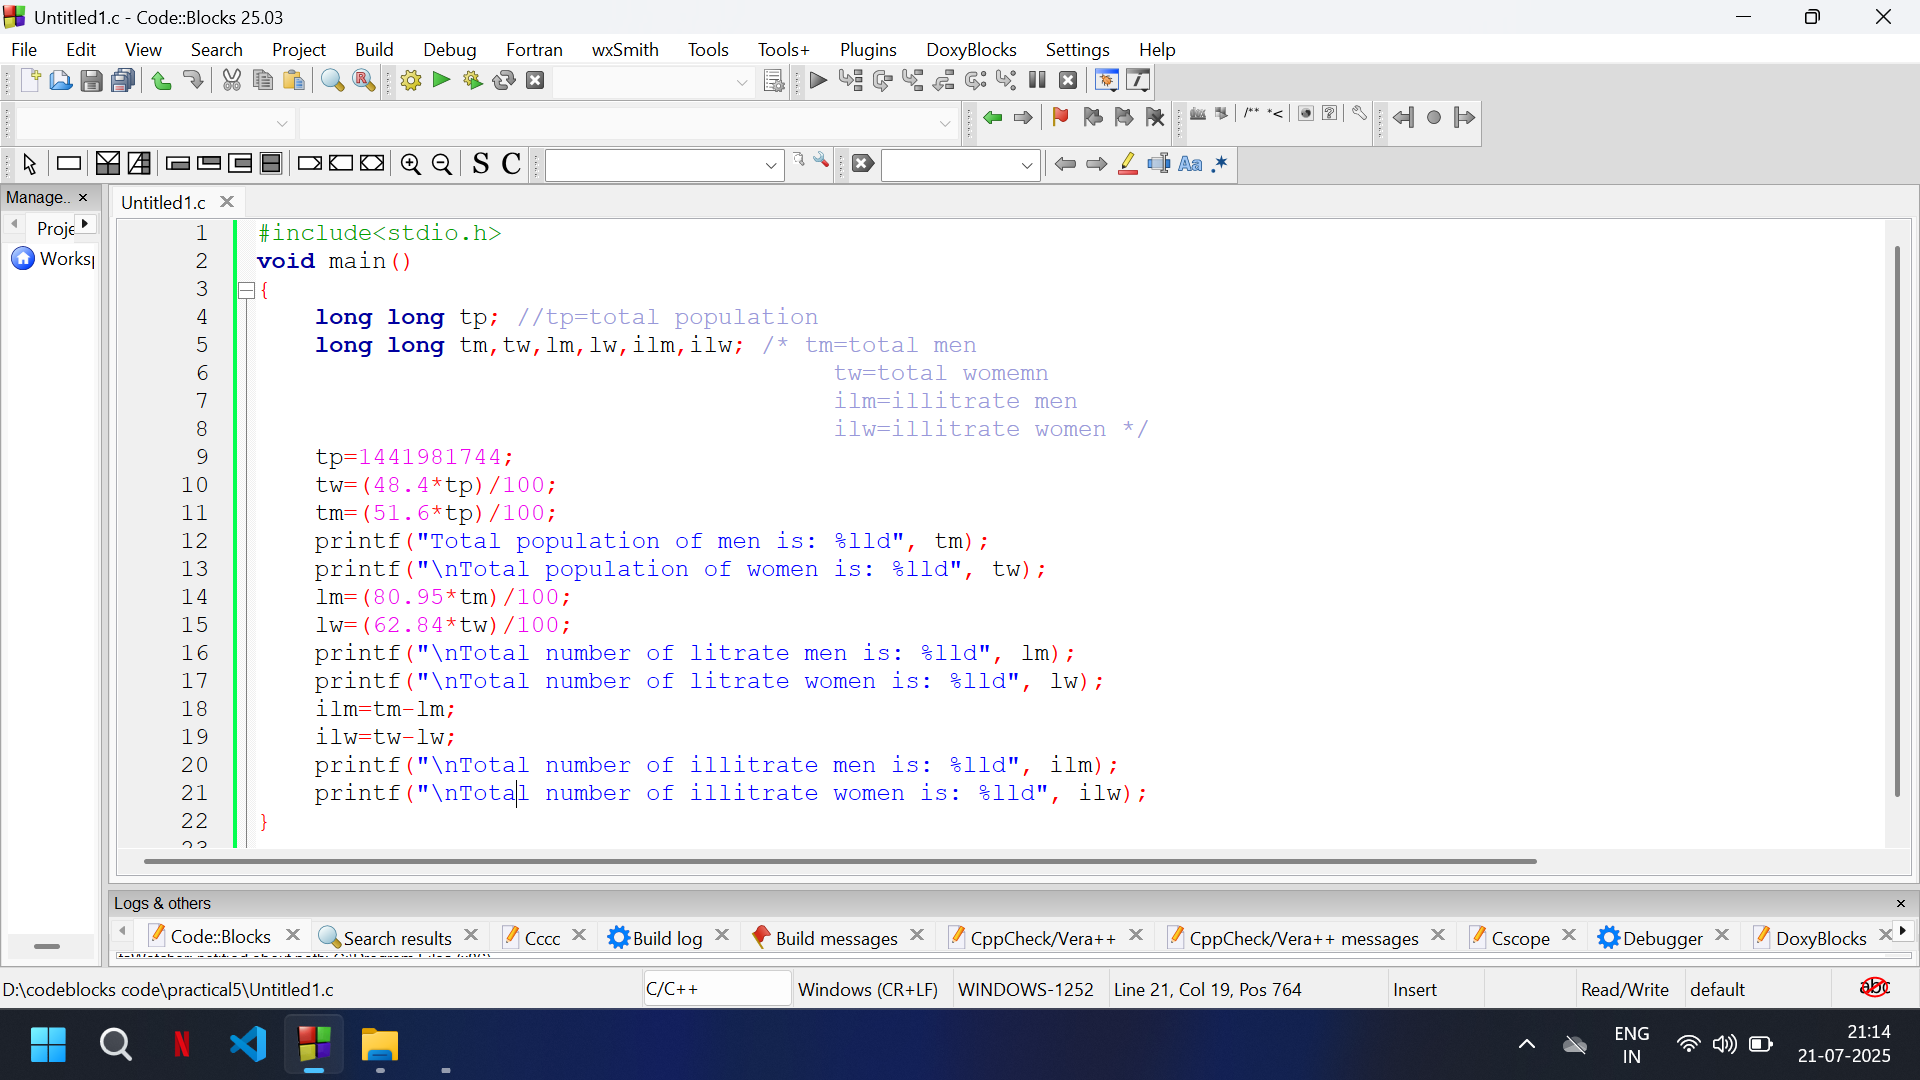 Untitled1.c - Code::Blocks 25.03
File Edit View Search Project Build Debug Fortran wxSmith Tools Tools+ Plugins DoxyBlocks Settings Help
/** *<
S C
Aa .*
Manage..
Untitled1.c
Proje
Worksp
1 #include<stdio.h>
2 void main()
3 {
4 long long tp; //tp=total population
5 long long tm,tw,lm,lw,ilm,ilw; /* tm=total men
6 tw=total womemn
7 ilm=illitrate men
8 ilw=illitrate women */
9 tp=1441981744;
10 tw=(48.4*tp)/100;
11 tm=(51.6*tp)/100;
12 printf("Total population of men is: %lld", tm);
13 printf("\nTotal population of women is: %lld", tw);
14 lm=(80.95*tm)/100;
15 lw=(62.84*tw)/100;
16 printf("\nTotal number of litrate men is: %lld", lm);
17 printf("\nTotal number of litrate women is: %lld", lw);
18 ilm=tm-lm;
19 ilw=tw-lw;
20 printf("\nTotal number of illitrate men is: %lld", ilm);
21 printf("\nTotal number of illitrate women is: %lld", ilw);
22 }
23
Logs & others
Code::Blocks Search results Cccc Build log Build messages CppCheck/Vera++ CppCheck/Vera++ messages Cscope Debugger DoxyBlocks
D:\codeblocks code\practical5\Untitled1.c C/C++ Windows (CR+LF) WINDOWS-1252 Line 21, Col 19, Pos 764 Insert Read/Write default abc
ENG
IN
21:14
21-07-2025